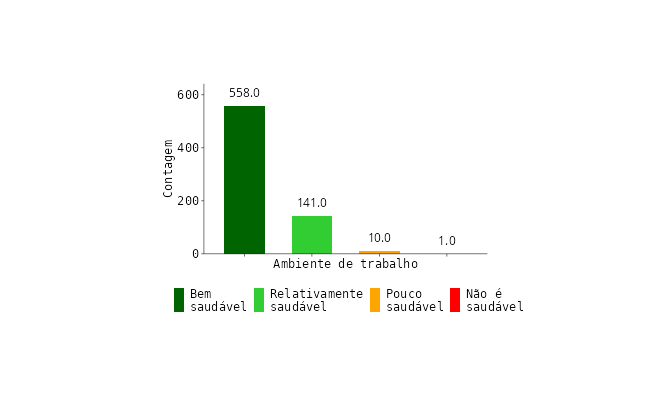 558.0
600
Contagem
400
141.0
200
10.0
1.0
0
Ambiente de trabalho
Bem
saudável
Relativamente
saudável
Pouco
saudável
Não é
saudável